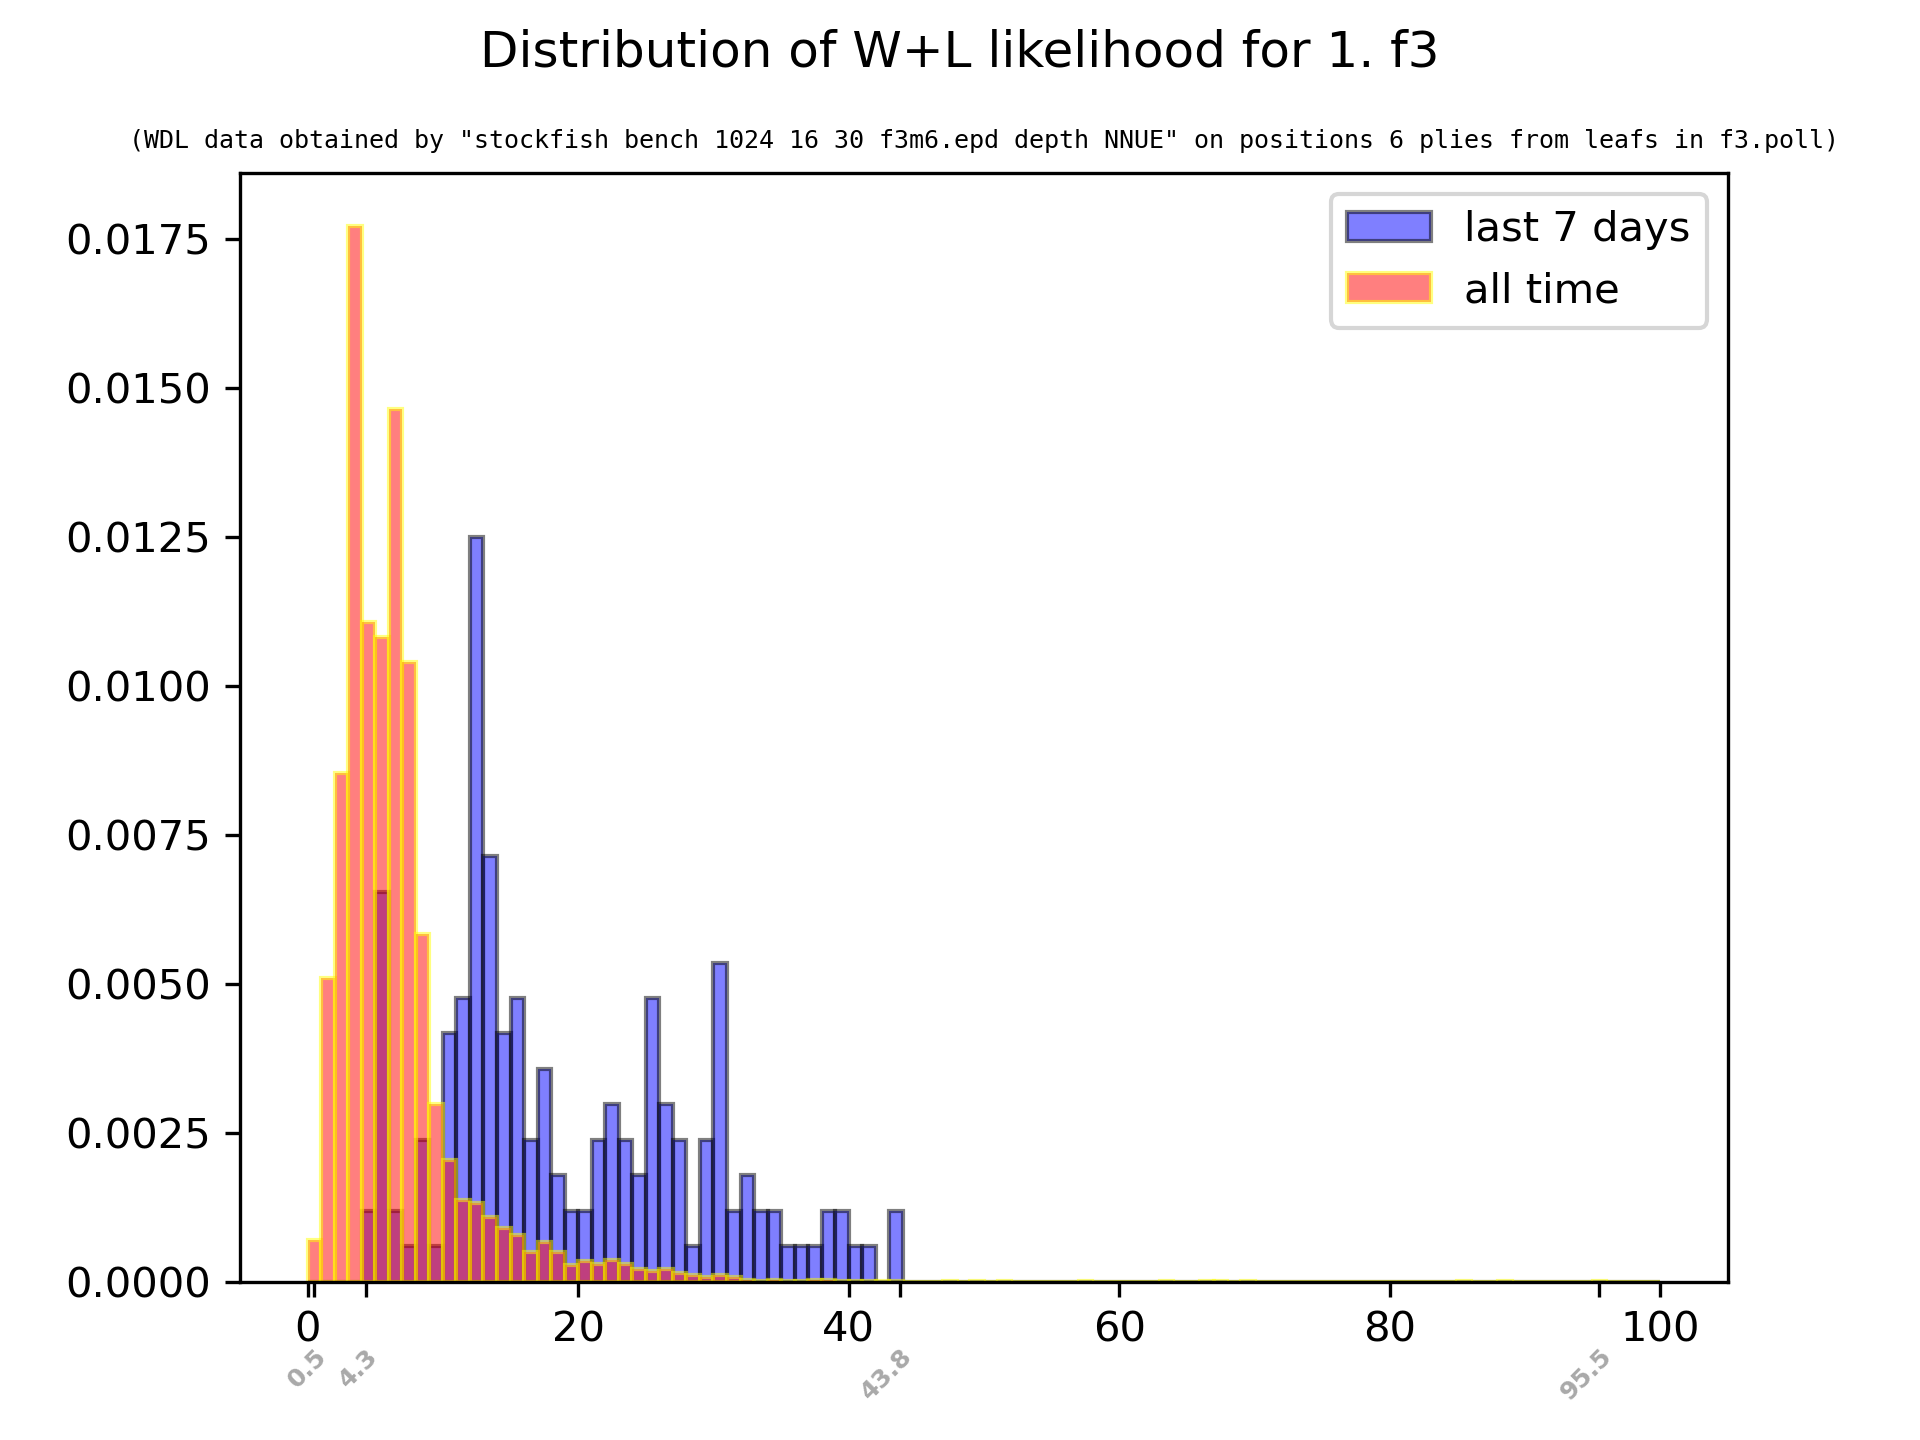 Distribution of W+L likelihood for 1. f3
(WDL data obtained by "stockfish bench 1024 16 30 f3m6.epd depth NNUE" on positions 6 plies from leafs in f3.poll)
last 7 days
all time
0.0175
0.0150
0.0125
0.0100
0.0075
0.0050
0.0025
0.0000
0 20 40 60 80 100
0.5 4.3 43.8 95.5